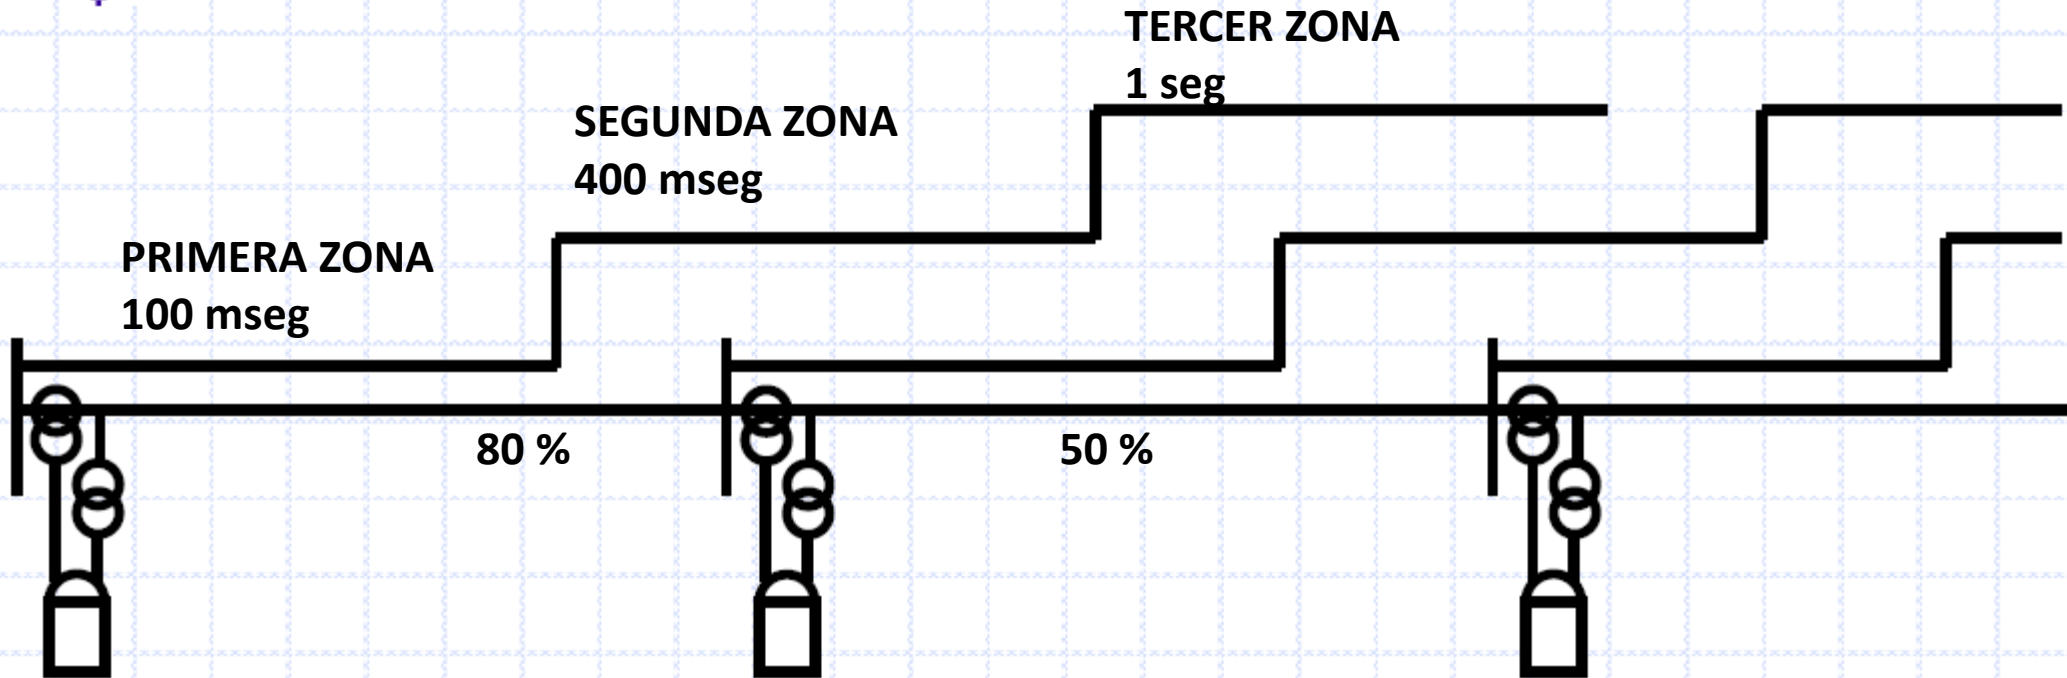 TERCER ZONA
1 seg
SEGUNDA ZONA
400 mseg
PRIMERA ZONA
100 mseg
80 %
50 %